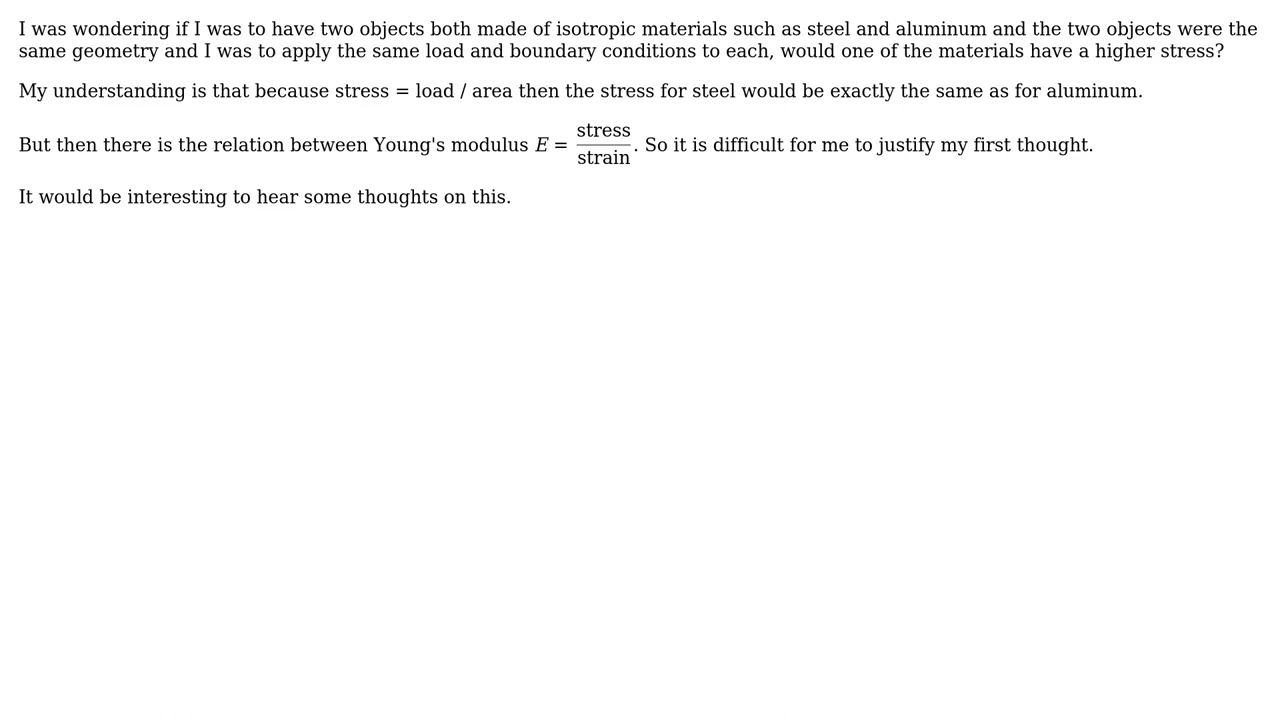 I was wondering if I was to have two objects both made of isotropic materials such as steel and aluminum and the two objects were the
same geometry and I was to apply the same load and boundary conditions to each, would one of the materials have a higher stress?
My understanding is that because stress = load / area then the stress for steel would be exactly the same as for aluminum.
But then there is the relation between Young's modulus E = stress/strain. So it is difficult for me to justify my first thought.
It would be interesting to hear some thoughts on this.